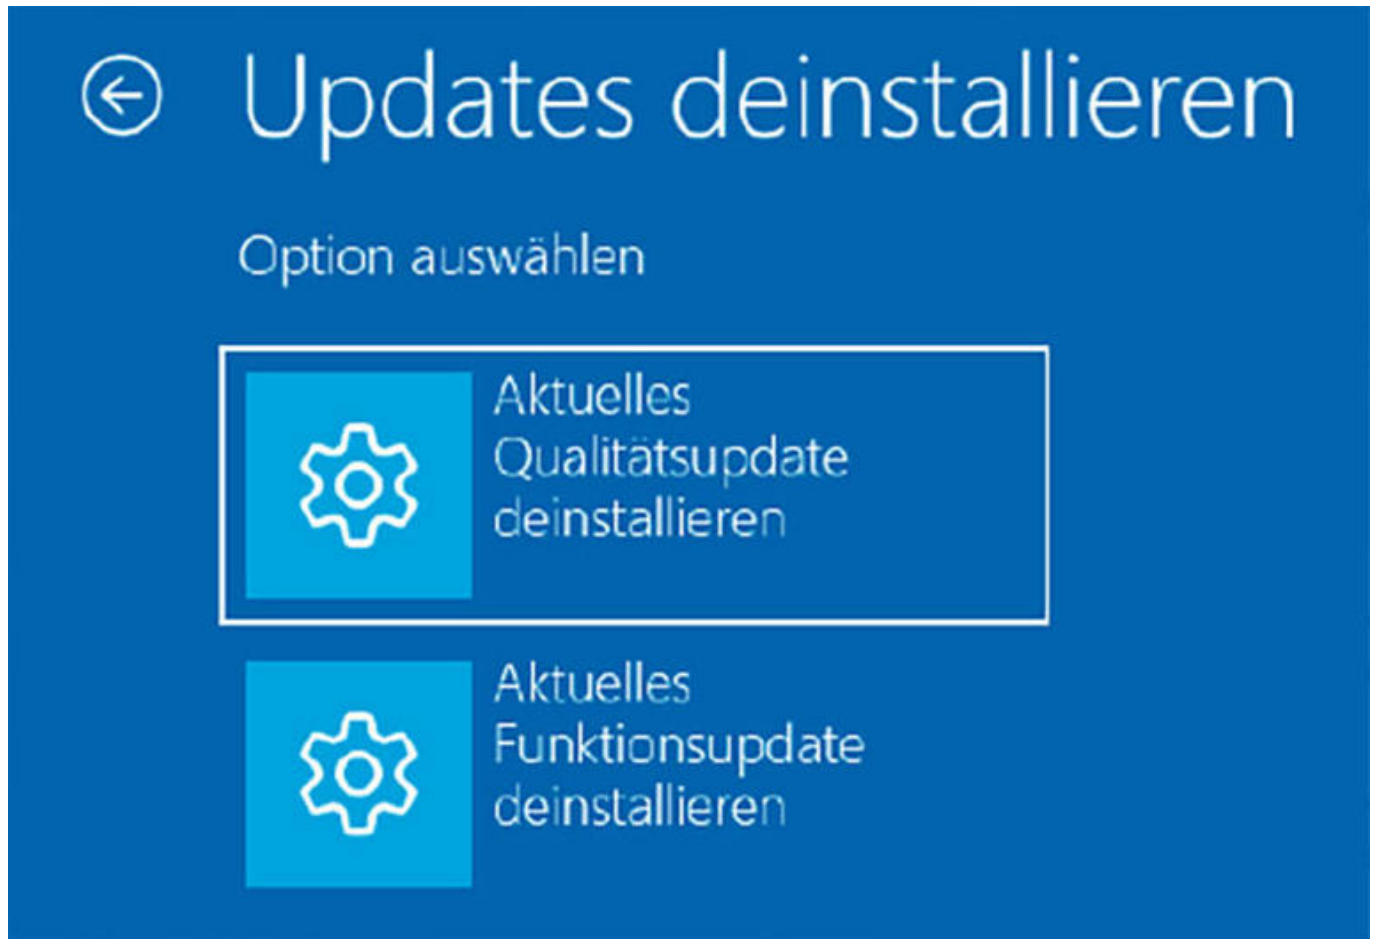 Updates deinstallieren
Option auswählen
Aktuelles
Qualitätsupdate
deinstallieren
Aktuelles
Funktionsupdate
deinstallieren